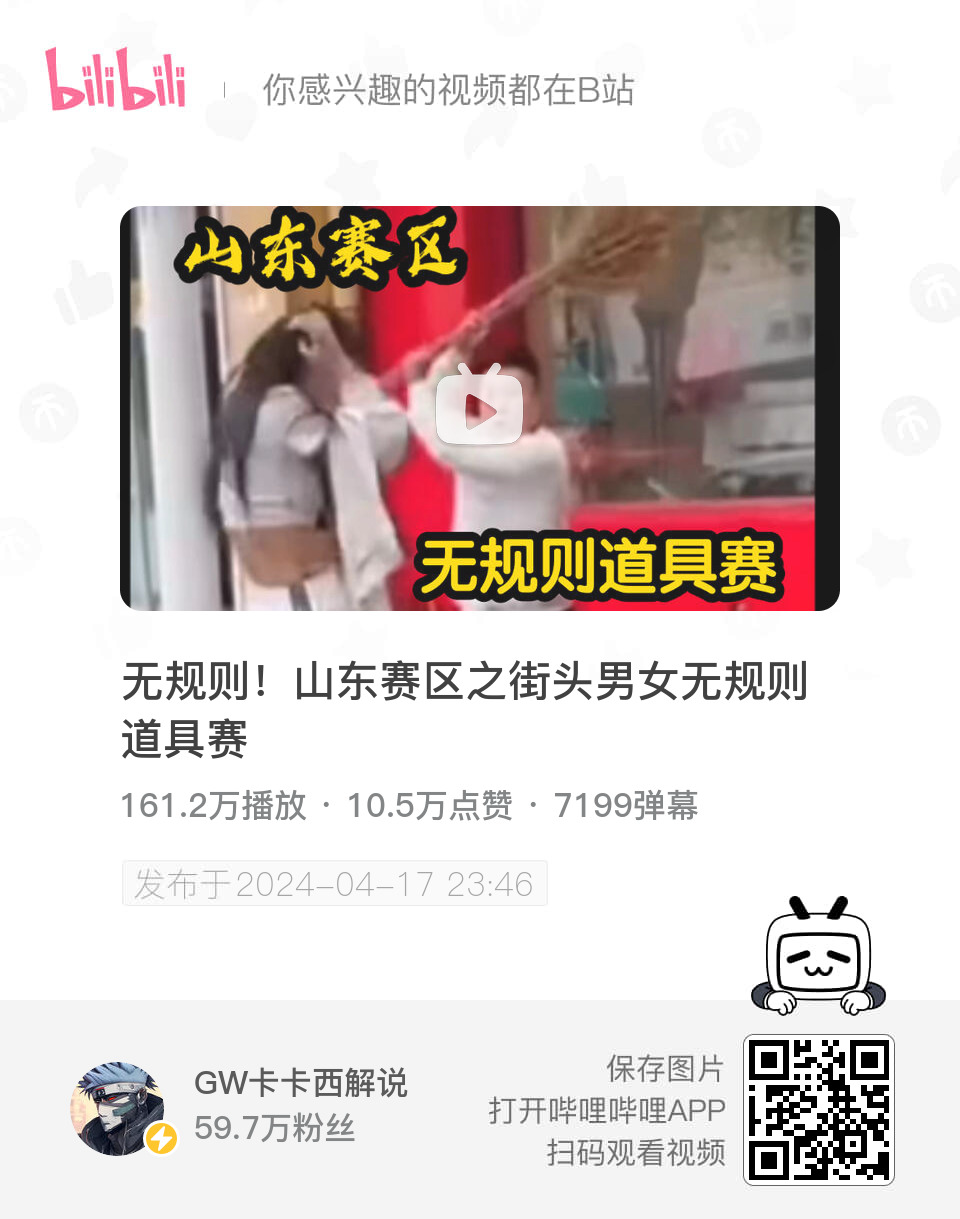 bilibili
你感兴趣的视频都在B站
山东赛区
无规则道具赛
无规则！山东赛区之街头男女无规则
道具赛
161.2万播放 · 10.5万点赞 · 7199弹幕
发布于2024-04-17 23:46
GW卡卡西解说
59.7万粉丝
保存图片
打开哔哩哔哩APP
扫码观看视频